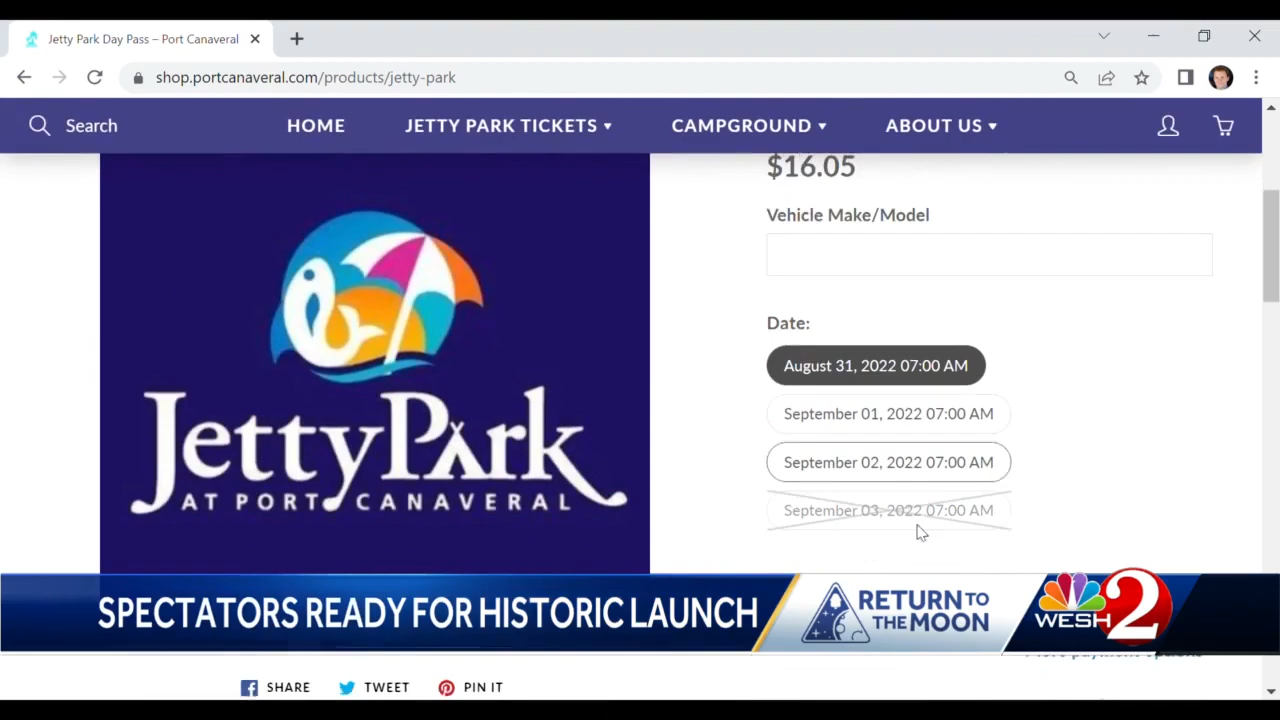 Jetty Park Day Pass – Port Canaveral
shop.portcanaveral.com/products/jetty-park
Search
HOME
JETTY PARK TICKETS
CAMPGROUND
ABOUT US
$16.05
Vehicle Make/Model
Date:
August 31, 2022 07:00 AM
September 01, 2022 07:00 AM
September 02, 2022 07:00 AM
September 03, 2022 07:00 AM
Jetty Park
AT PORT CANAVERAL
SPECTATORS READY FOR HISTORIC LAUNCH
RETURN TO
THE MOON
WESH 2
SHARE
TWEET
PIN IT